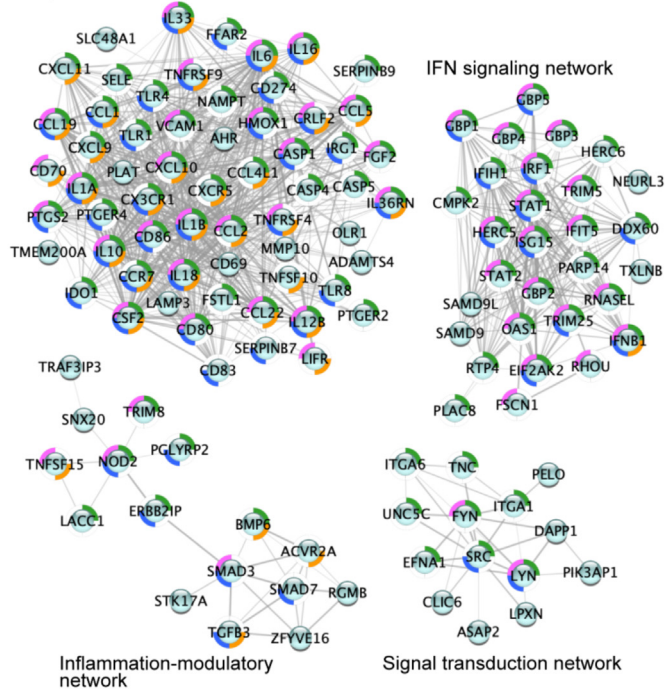 IL33
SLC48A1
FFAR2
IL6
IL16
CXCL11
SELE
TNFRSF9
CD274
SERPINB9
TLR4
NAMPT
CCL1
CCL19
VCAM1
HMOX1
CRLF2
CCL5
TLR1
AHR
CXCL9
CASP1
IRG1
FGF2
CD70
PLAT
CXCL10
CCL4L1
IL1A
CX3CR1
CXCR5
CASP4
CASP5
IL36RN
PTGS2
PTGER4
IL1B
CCL2
TNFRSF4
CD86
OLR1
TMEM200A
IL10
MMP10
ADAMTS4
CCR7
IL18
CD69
TNFSF10
IDO1
LAMP3
FSTL1
TLR8
CSF2
CCL22
IL12B
PTGER2
CD80
SERPINB7
LIFR
CD83
IFN signaling network
GBP5
GBP1
GBP4
GBP3
HERC6
IFIH1
IRF1
NEURL3
TRIM5
CMPK2
STAT1
HERC5
ISG15
IFIT5
DDX60
STAT2
PARP14
TXLNB
GBP2
RNASEL
SAMD9L
SAMD9
OAS1
TRIM25
IFNB1
RTP4
EIF2AK2
RHOU
PLAC8
FSCN1
TRAF3IP3
SNX20
TRIM8
TNFSF15
NOD2
PGLYRP2
LACC1
ERBB2IP
BMP6
ACVR2A
SMAD3
SMAD7
RGMB
STK17A
TGFB3
ZFYVE16
Inflammation-modulatory
network
ITGA6
TNC
PELO
UNC5C
FYN
ITGA1
DAPP1
EFNA1
SRC
LYN
PIK3AP1
CLIC6
LPXN
ASAP2
Signal transduction network